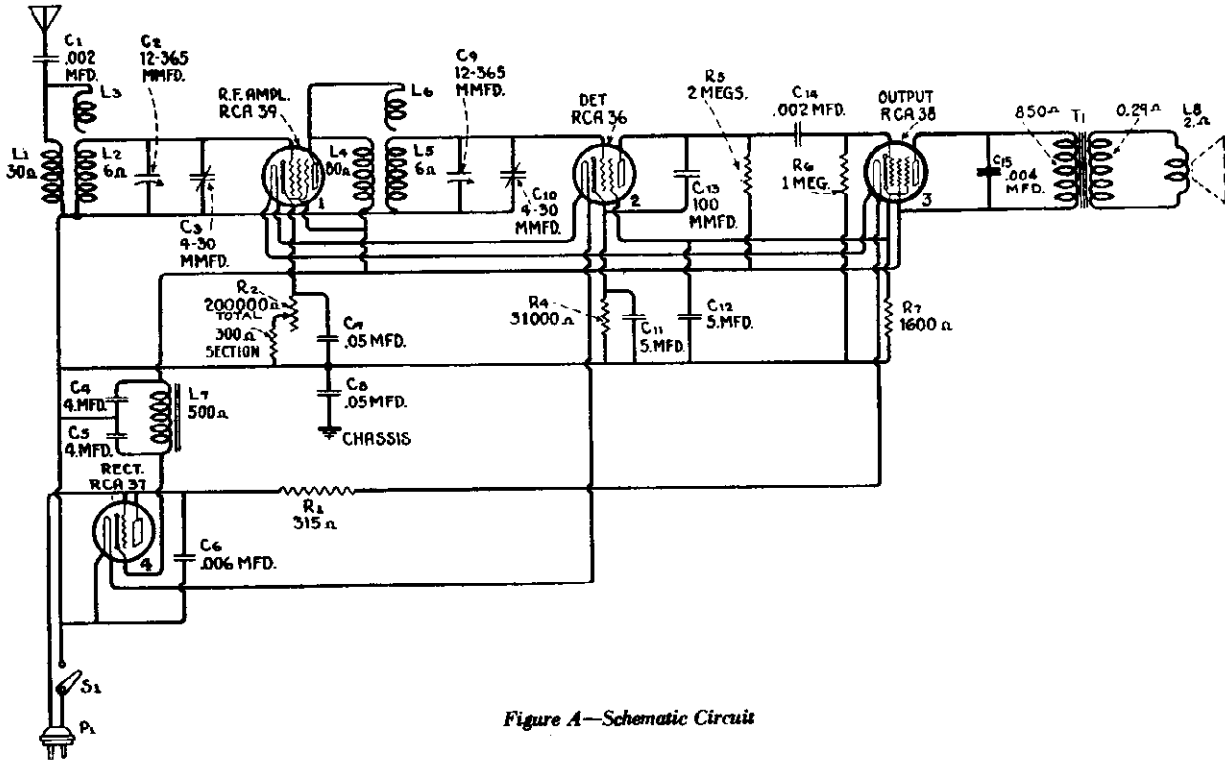 C1
.002
MFD.
C2
12-365
MMFD.
L3
R.F. AMPL.
RCA 39
L6
C9
12-365
MMFD.
DET
RCA 36
R5
2 MEGS.
C14
.002 MFD.
OUTPUT
RCA 38
850Ω
T1
0.29Ω
L8
2.Ω
L1
30Ω
L2
6Ω
L4
80Ω
L5
6Ω
C3
4-30
MMFD.
1
C10
4-30
MMFD.
2
C13
100
MMFD.
R6
1 MEG.
3
C15
.004
MFD.
R2
200000Ω
TOTAL
300Ω
SECTION
C7
.05 MFD.
R4
31000Ω
C11
5.MFD.
C12
5.MFD.
R7
1600Ω
C4
4.MFD.
L7
500Ω
C5
4.MFD.
C8
.05 MFD.
CHASSIS
RECT.
RCA 37
4
R1
315Ω
C6
.006 MFD.
S1
P1
Figure A—Schematic Circuit